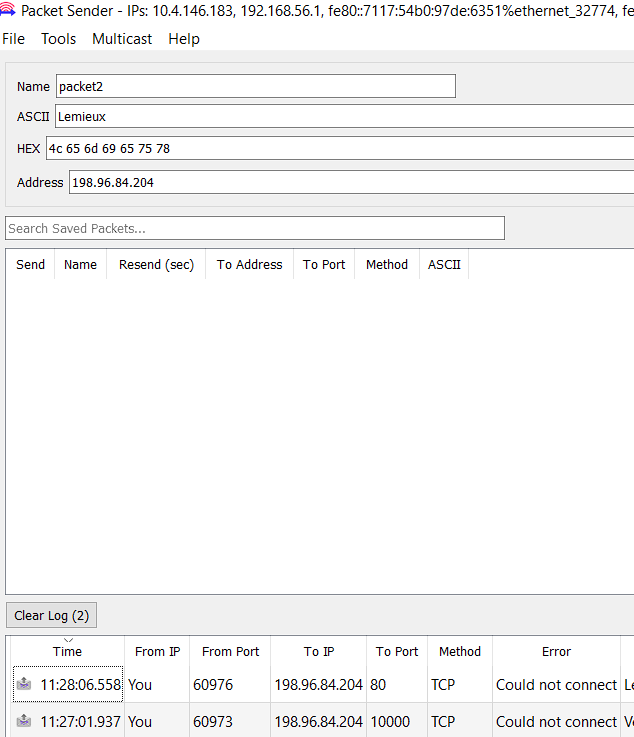 Packet Sender - IPs: 10.4.146.183, 192.168.56.1, fe80::7117:54b0:97de:6351%ethernet_32774, fe
File Tools Multicast Help
Name packet2
ASCII Lemieux
HEX 4c 65 6d 69 65 75 78
Address 198.96.84.204
Search Saved Packets...
Send Name Resend (sec) To Address To Port Method ASCII
Clear Log (2)
Time From IP From Port To IP To Port Method Error
11:28:06.558 You 60976 198.96.84.204 80 TCP Could not connect Le
11:27:01.937 You 60973 198.96.84.204 10000 TCP Could not connect